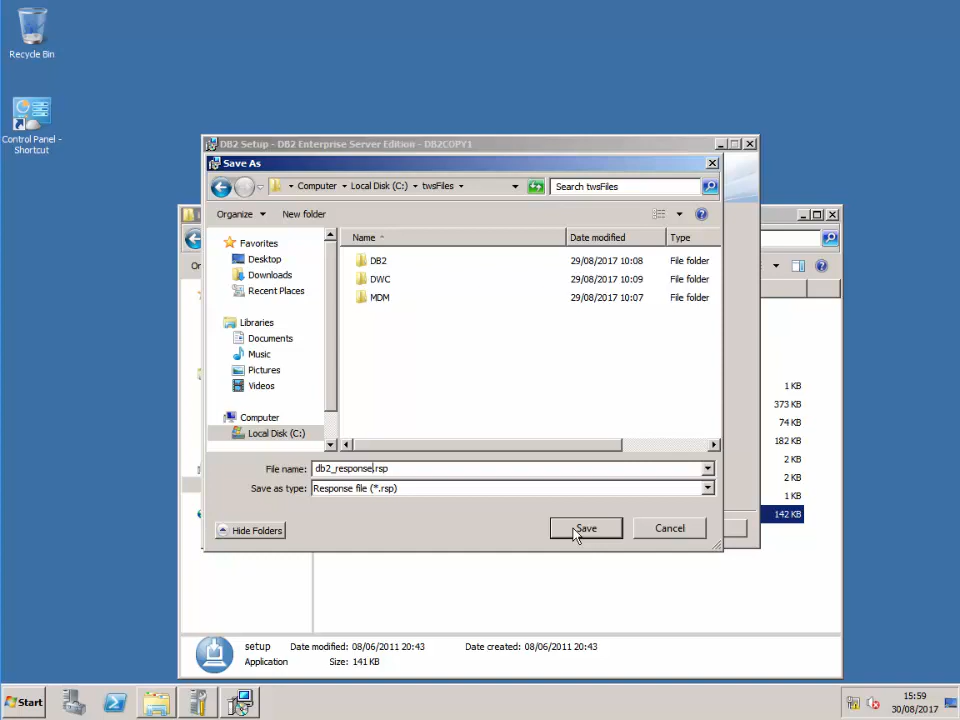 Recycle Bin
Control Panel -
Shortcut
DB2 Setup - DB2 Enterprise Server Edition - DB2COPY1
Save As
Computer Local Disk (C:) twsFiles
Search twsFiles
Organize New folder
Name Date modified Type
Favorites
Desktop
Downloads
Recent Places
Libraries
Documents
Music
Pictures
Videos
Computer
Local Disk (C:)
DB2 29/08/2017 10:08 File folder
DWC 29/08/2017 10:09 File folder
MDM 29/08/2017 10:07 File folder
1 KB
373 KB
74 KB
182 KB
2 KB
2 KB
1 KB
142 KB
File name: db2_response.rsp
Save as type: Response file (*.rsp)
Hide Folders Save Cancel
setup Date modified: 08/06/2011 20:43 Date created: 08/06/2011 20:43
Application Size: 141 KB
Start
15:59
30/08/2017